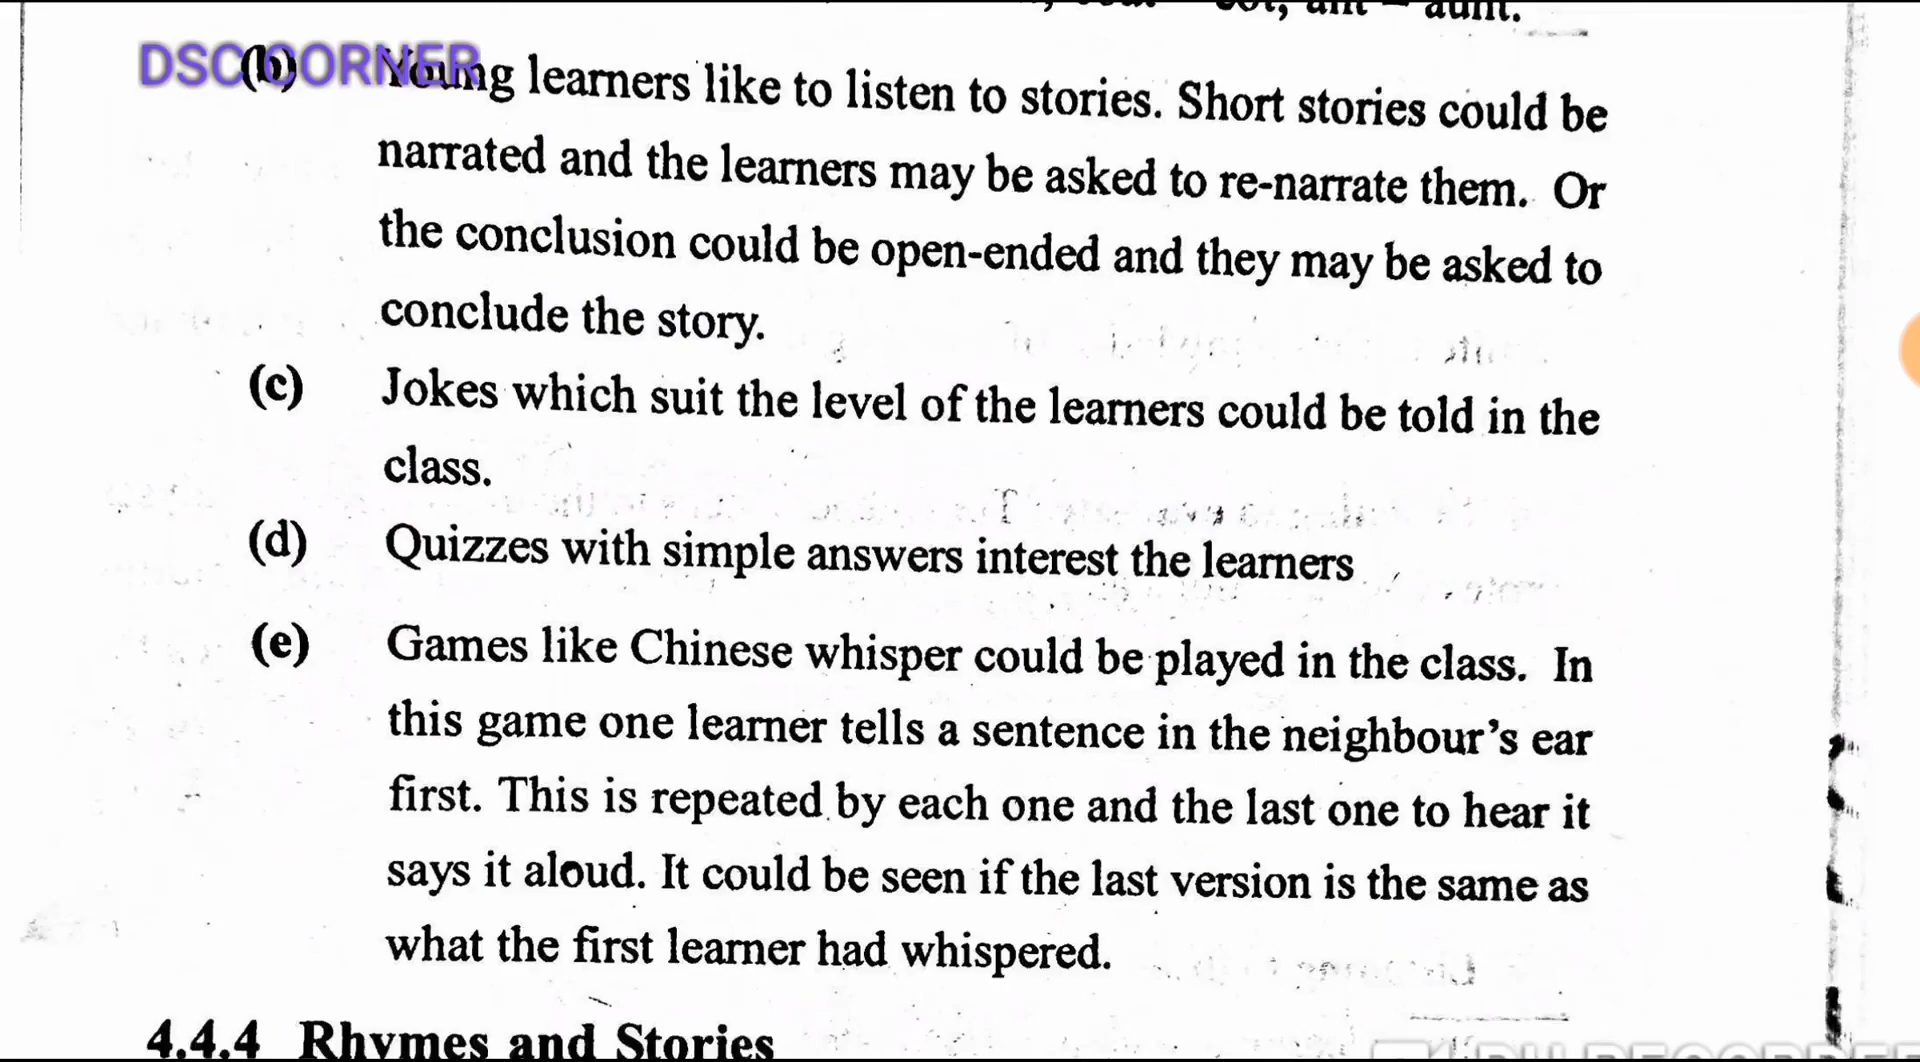 cot, ant – aunt.
DSC CORNER
(b) Young learners like to listen to stories. Short stories could be
narrated and the learners may be asked to re-narrate them. Or
the conclusion could be open-ended and they may be asked to
conclude the story.
(c) Jokes which suit the level of the learners could be told in the
class.
(d) Quizzes with simple answers interest the learners
(e) Games like Chinese whisper could be played in the class. In
this game one learner tells a sentence in the neighbour's ear
first. This is repeated by each one and the last one to hear it
says it aloud. It could be seen if the last version is the same as
what the first learner had whispered.
4.4.4 Rhymes and Stories